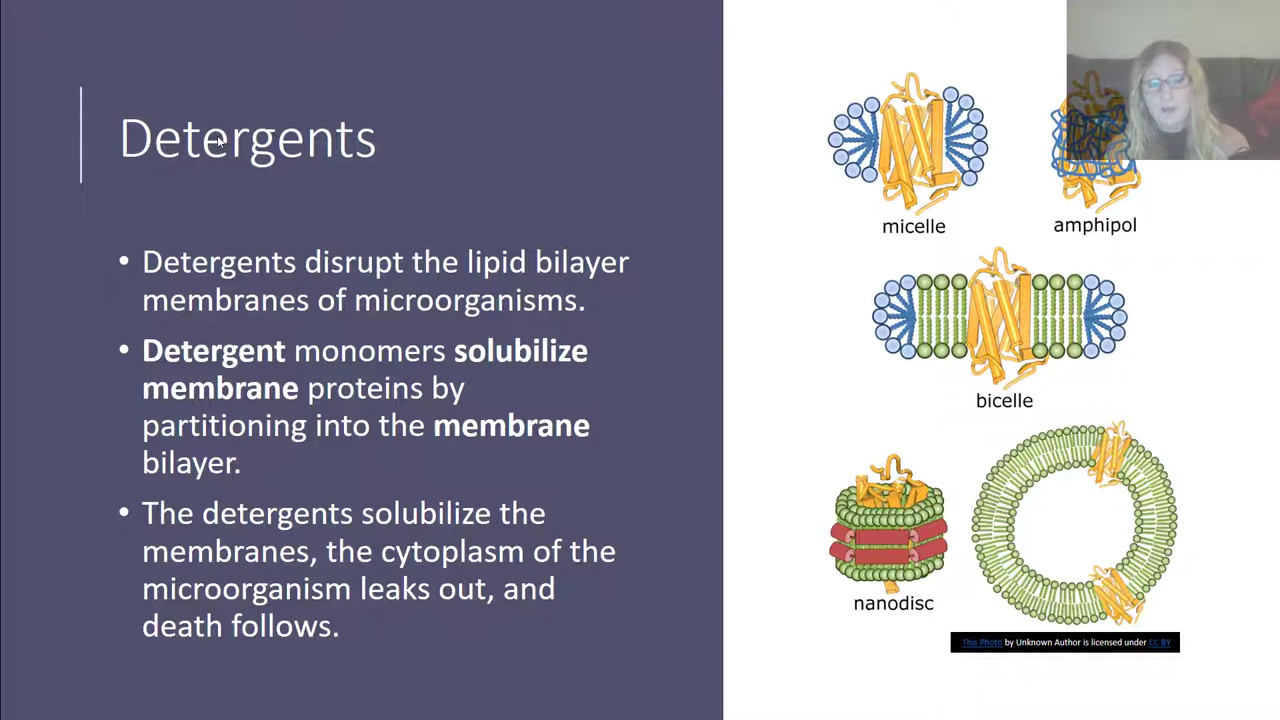 Detergents
• Detergents disrupt the lipid bilayer
membranes of microorganisms.
• Detergent monomers solubilize
membrane proteins by
partitioning into the membrane
bilayer.
• The detergents solubilize the
membranes, the cytoplasm of the
microorganism leaks out, and
death follows.
micelle
amphipol
bicelle
nanodisc
This Photo by Unknown Author is licensed under CC BY